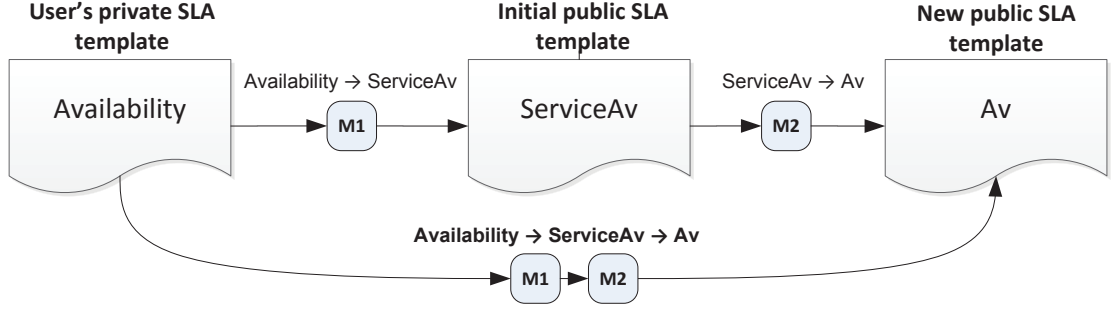 User's private SLA
template
Initial public SLA
template
New public SLA
template
Availability → ServiceAv
ServiceAv → Av
Availability
M1
ServiceAv
M2
Av
Availability → ServiceAv → Av
M1
M2